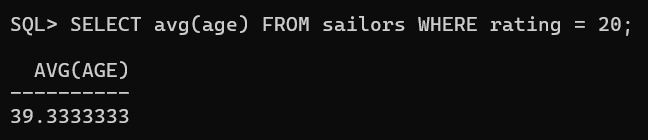 SQL> SELECT avg(age) FROM sailors WHERE rating = 20;
AVG(AGE)
----------
39.3333333